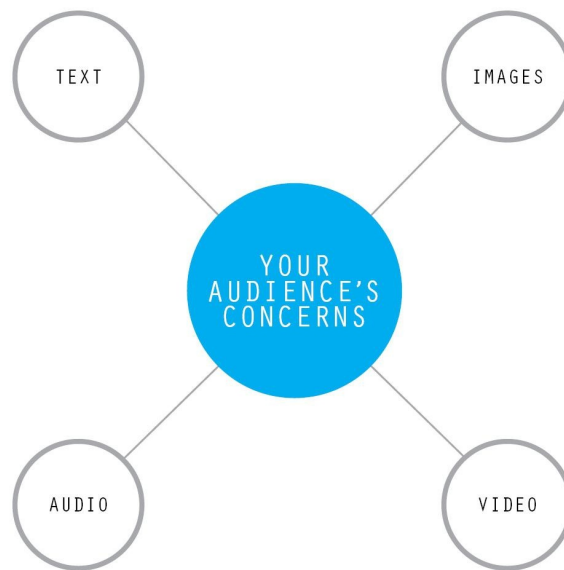 TEXT
IMAGES
YOUR
AUDIENCE'S
CONCERNS
AUDIO
VIDEO